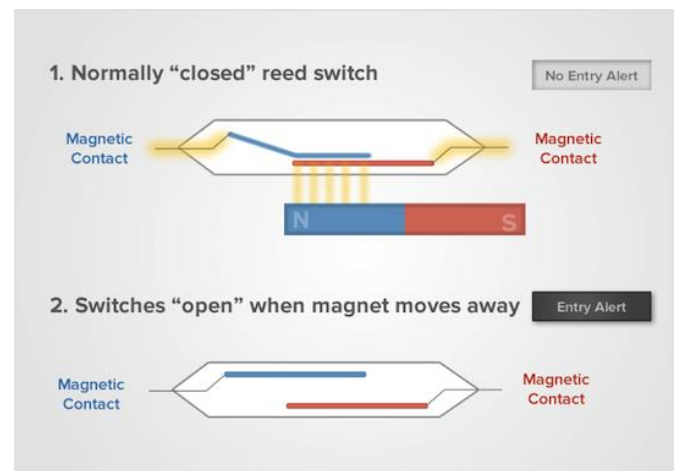 1. Normally “closed” reed switch
No Entry Alert
Magnetic
Contact
Magnetic
Contact
N
S
2. Switches “open” when magnet moves away
Entry Alert
Magnetic
Contact
Magnetic
Contact